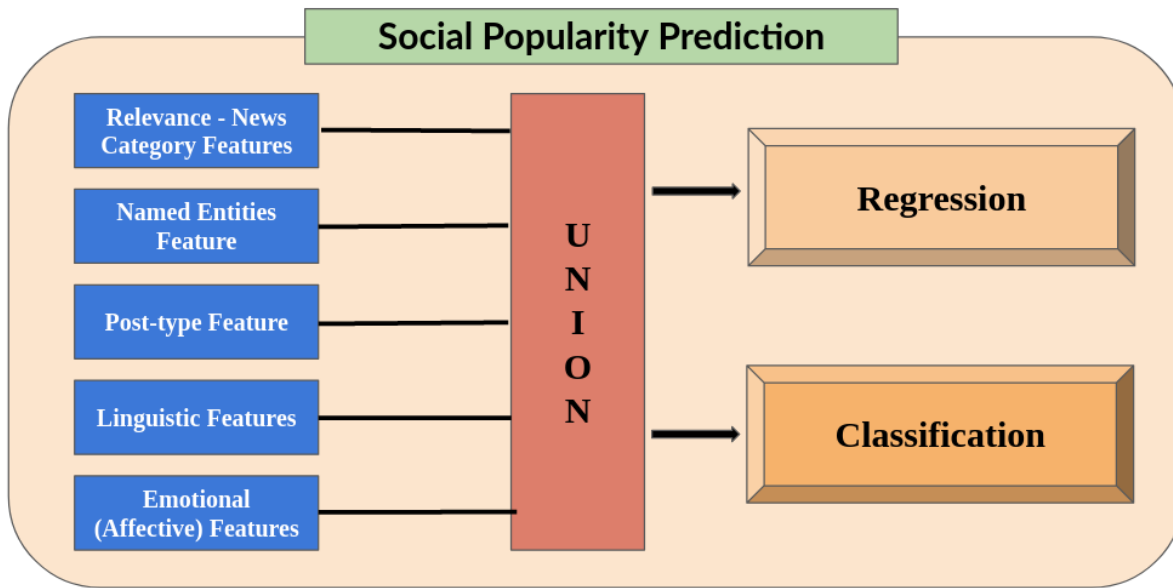 Social Popularity Prediction
Relevance - News
Category Features
Named Entities
Feature
Post-type Feature
Linguistic Features
Emotional
(Affective) Features
U
N
I
O
N
Regression
Classification